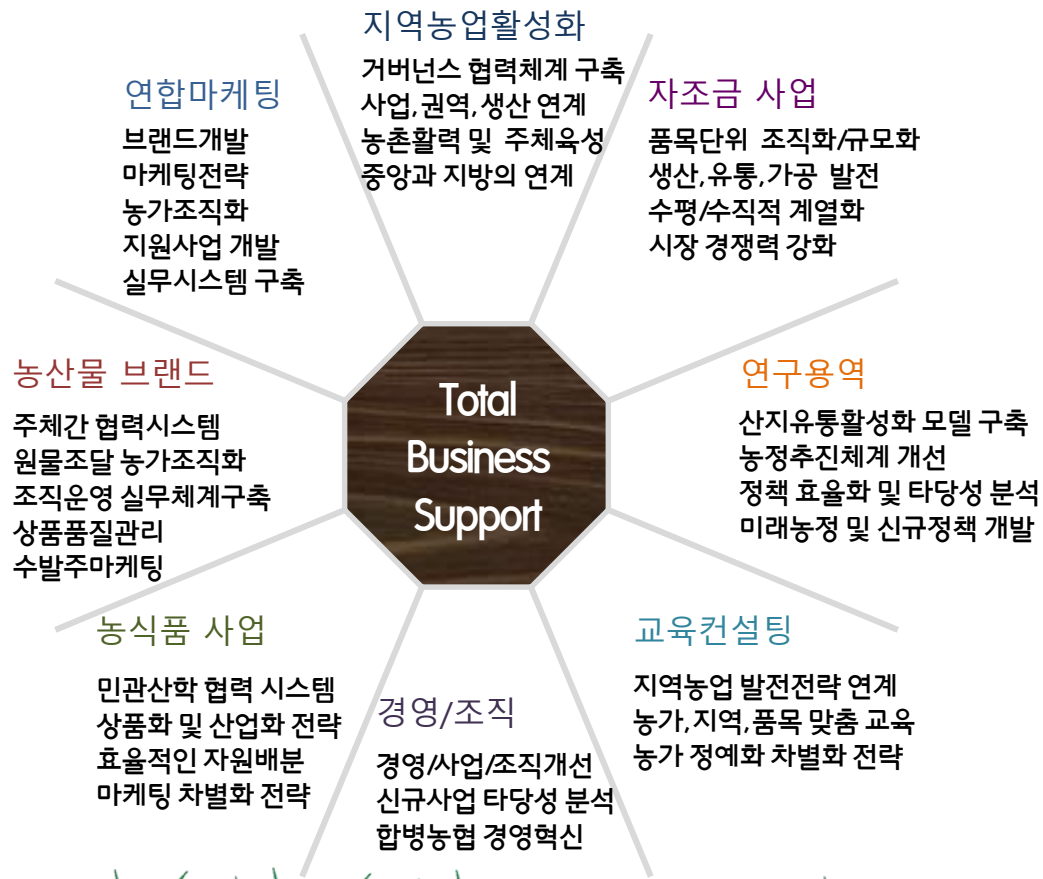 지역농업활성화
거버넌스 협력체계 구축
사업,권역,생산 연계
농촌활력 및 주체육성
중앙과 지방의 연계
연합마케팅
브랜드개발
마케팅전략
농가조직화
지원사업 개발
실무시스템 구축
자조금 사업
품목단위 조직화/규모화
생산,유통,가공 발전
수평/수직적 계열화
시장 경쟁력 강화
농산물 브랜드
주체간 협력시스템
원물조달 농가조직화
조직운영 실무체계구축
상품품질관리
수발주마케팅
Total
Business
Support
연구용역
산지유통활성화 모델 구축
농정추진체계 개선
정책 효율화 및 타당성 분석
미래농정 및 신규정책 개발
농식품 사업
민관산학 협력 시스템
상품화 및 산업화 전략
효율적인 자원배분
마케팅 차별화 전략
경영/조직
경영/사업/조직개선
신규사업 타당성 분석
합병농협 경영혁신
교육컨설팅
지역농업 발전전략 연계
농가,지역,품목 맞춤 교육
농가 정예화 차별화 전략